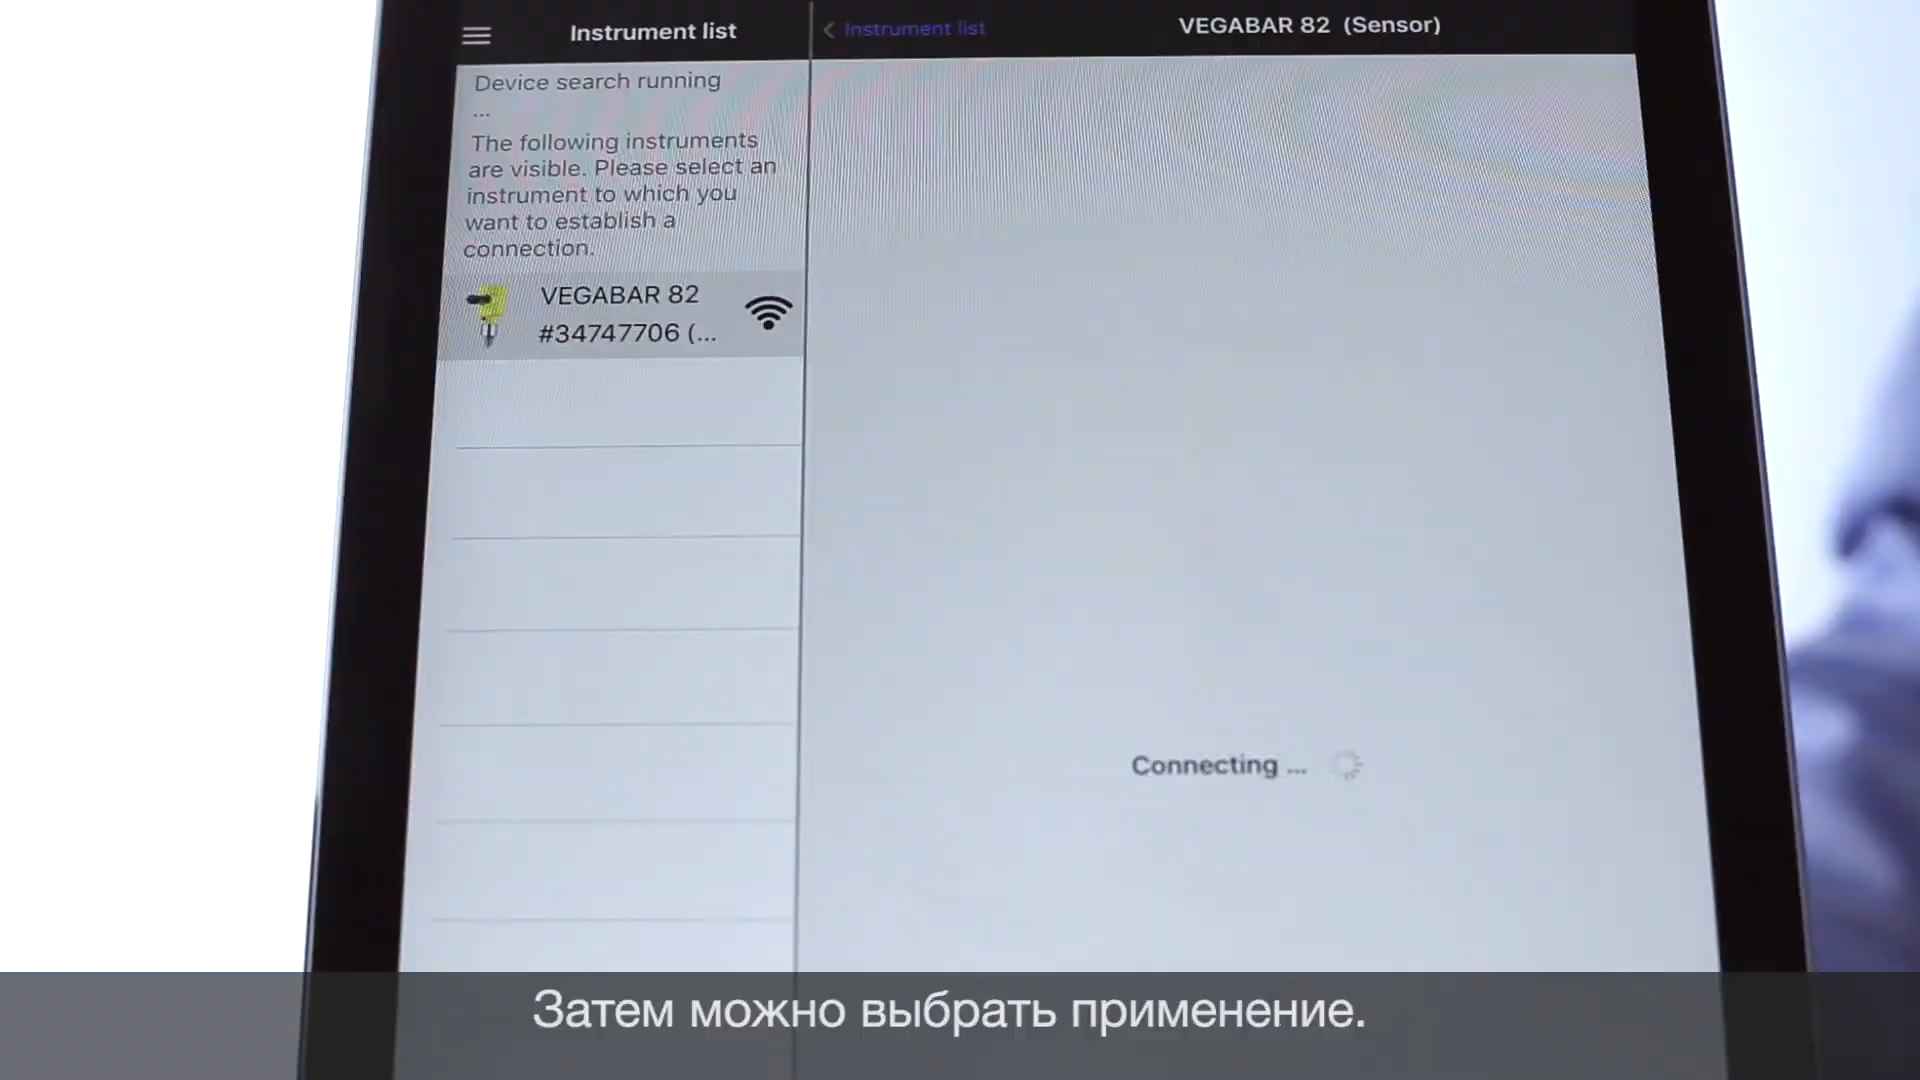 Instrument list
Instrument list
VEGABAR 82 (Sensor)
Device search running
...
The following instruments
are visible. Please select an
instrument to which you
want to establish a
connection.
VEGABAR 82
#34747706 (...
Connecting ...
Затем можно выбрать применение.